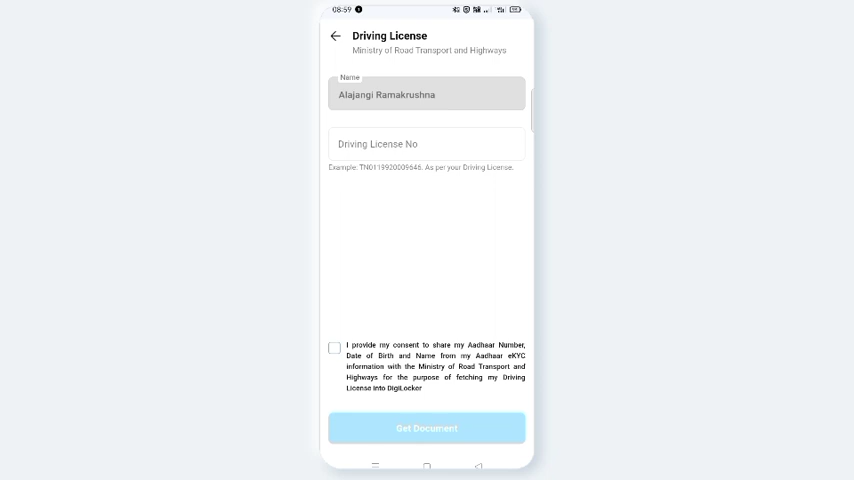 08:59
Driving License
Ministry of Road Transport and Highways
Name
Alajangi Ramakrushna
Driving License No
Example: TN0119920009646. As per your Driving License.
I provide my consent to share my Aadhaar Number,
Date of Birth and Name from my Aadhaar eKYC
information with the Ministry of Road Transport and
Highways for the purpose of fetching my Driving
License into DigiLocker
Get Document